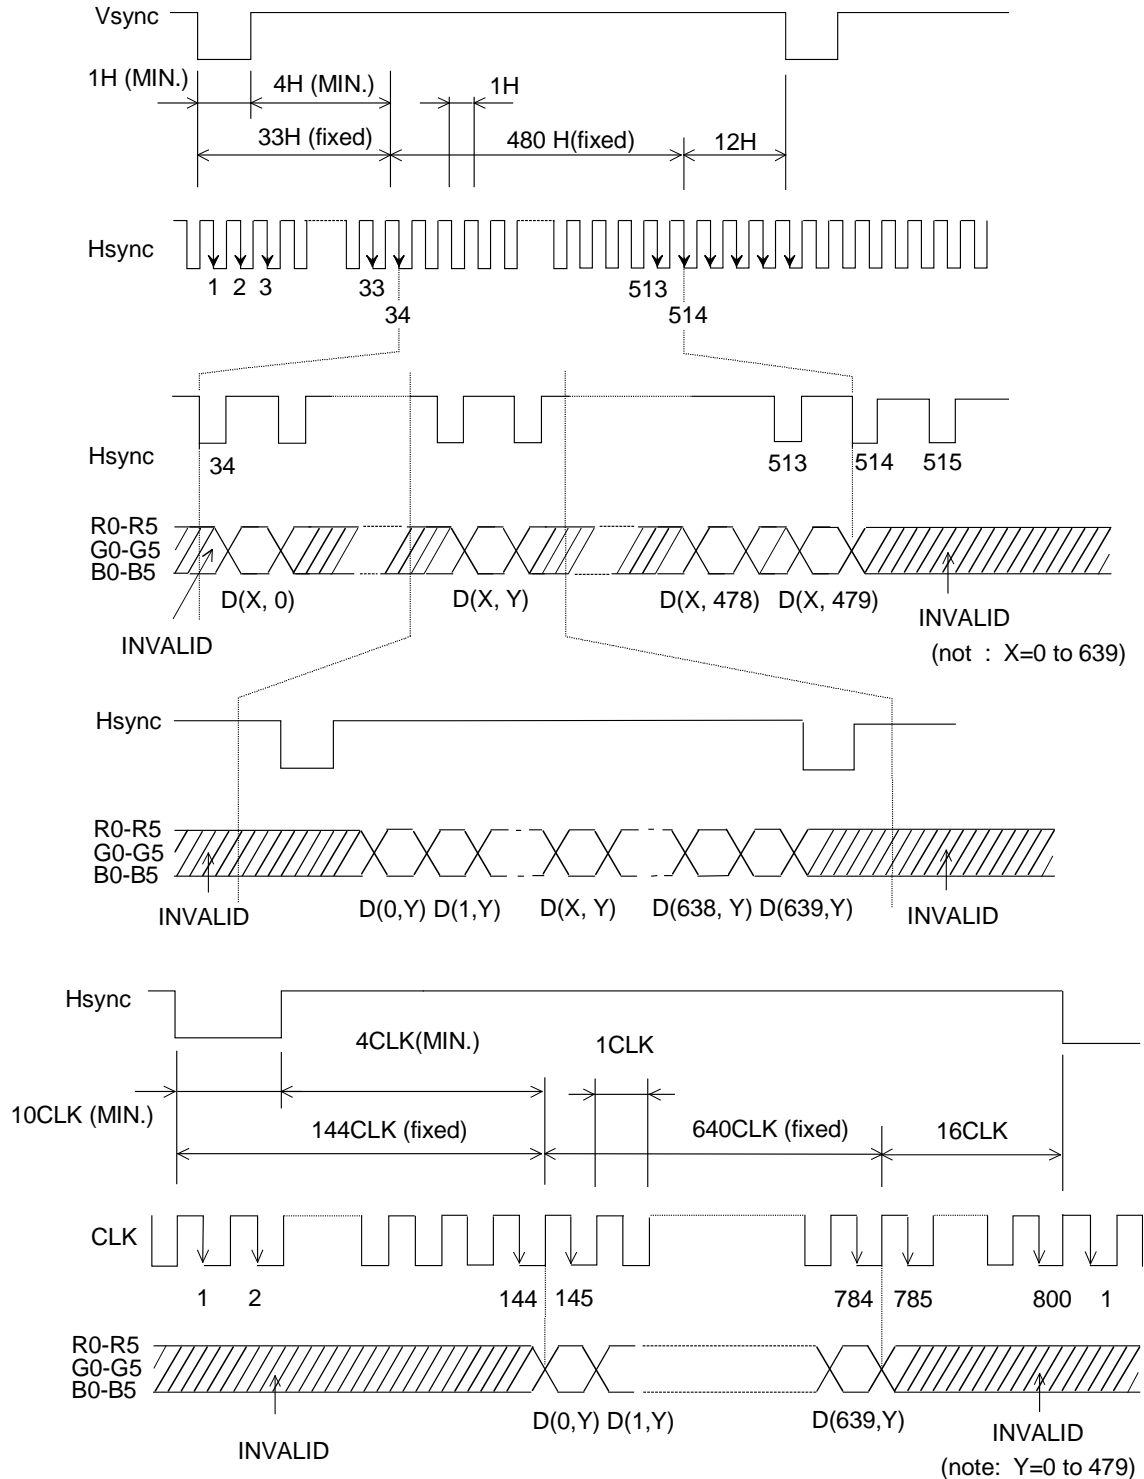 Vsync
1H (MIN.) 4H (MIN.) 1H
33H (fixed) 480 H(fixed) 12H
Hsync
1 2 3 33 513
34 514
Hsync
34 513 514 515
R0-R5
G0-G5
B0-B5
D(X, 0) D(X, Y) D(X, 478) D(X, 479)
INVALID INVALID
(not : X=0 to 639)
Hsync
R0-R5
G0-G5
B0-B5
INVALID D(0,Y) D(1,Y) D(X, Y) D(638, Y) D(639,Y) INVALID
Hsync
4CLK(MIN.) 1CLK
10CLK (MIN.)
144CLK (fixed) 640CLK (fixed) 16CLK
CLK
1 2 144 145 784 785 800 1
R0-R5
G0-G5
B0-B5
D(0,Y) D(1,Y) D(639,Y)
INVALID INVALID
(note: Y=0 to 479)